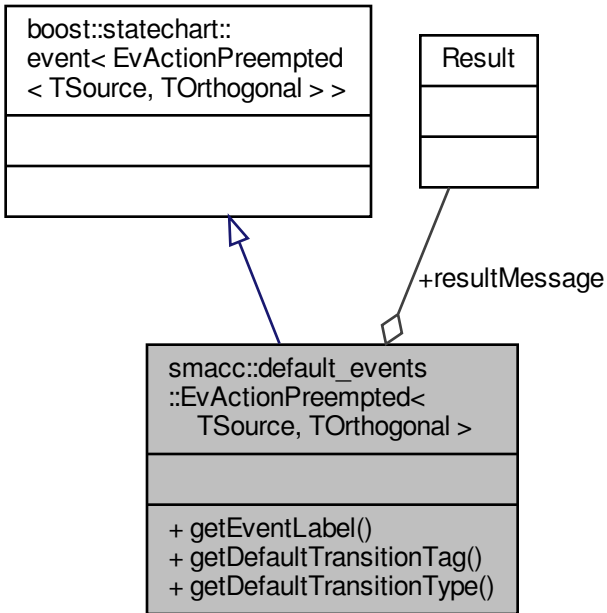 boost::statechart::
event< EvActionPreempted
< TSource, TOrthogonal > >
Result
+resultMessage
smacc::default_events
::EvActionPreempted<
TSource, TOrthogonal >
+ getEventLabel()
+ getDefaultTransitionTag()
+ getDefaultTransitionType()